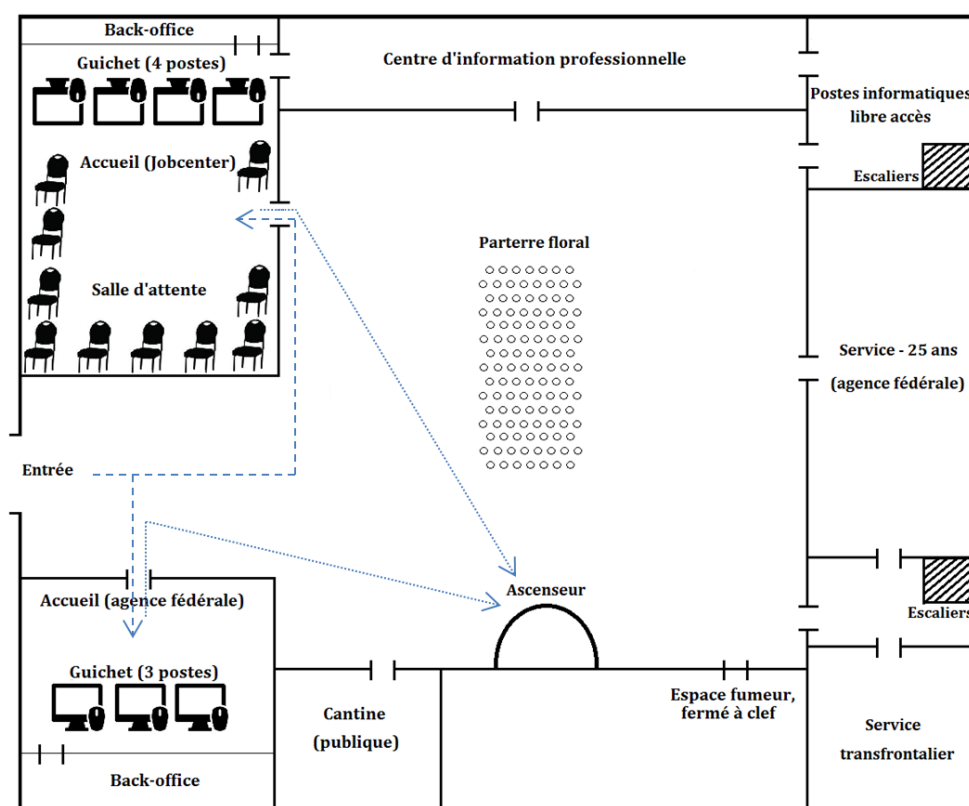 Back-office
Guichet (4 postes)
Centre d'information professionnelle
Postes informatiques
libre accès
Accueil (Jobcenter)
Escaliers
Parterre floral
Salle d'attente
Service - 25 ans
(agence fédérale)
Entrée
Ascenseur
Accueil (agence fédérale)
Escaliers
Guichet (3 postes)
Espace fumeur,
fermé à clef
Cantine
(publique)
Service
transfrontalier
Back-office